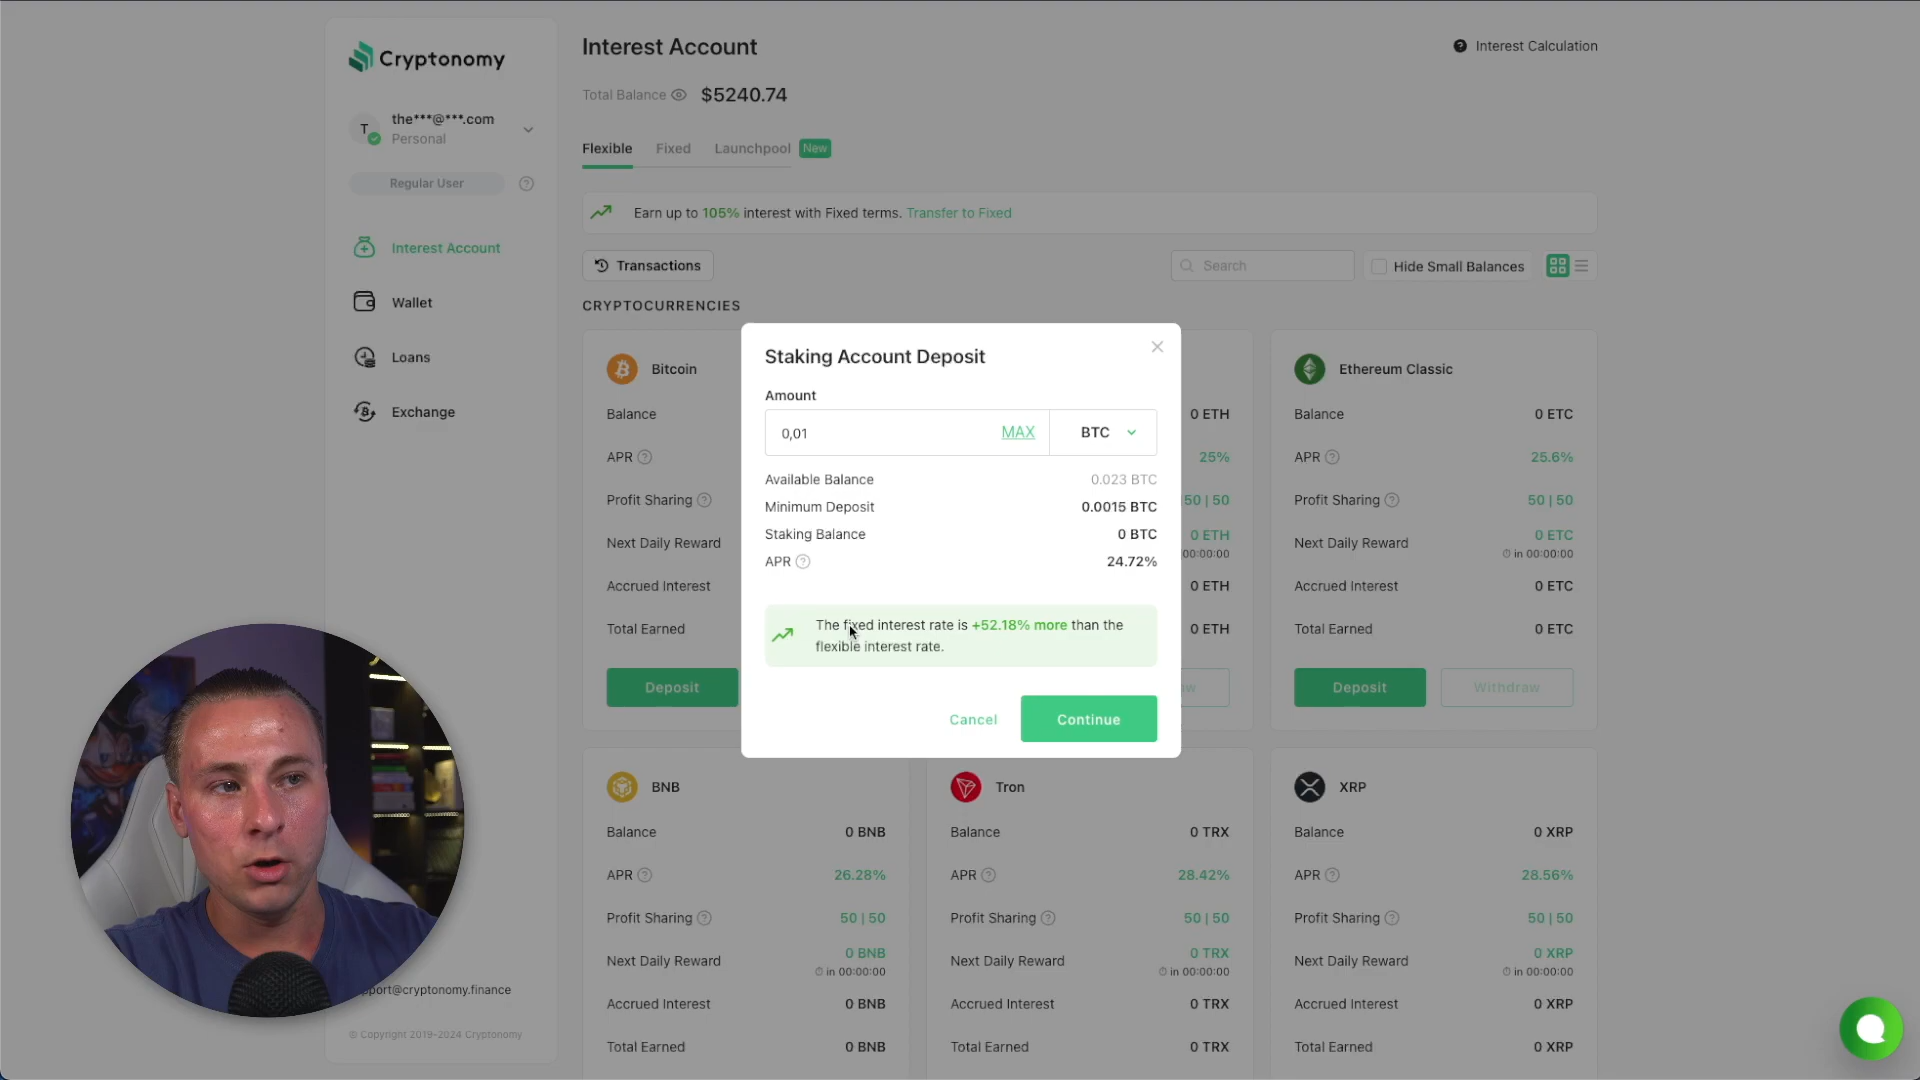 Cryptonomy
T
the***@***.com
Personal
Regular User
Interest Account
Wallet
Loans
Exchange
port@cryptonomy.finance
© Copyright 2019-2024 Cryptonomy
Interest Account
Interest Calculation
Total Balance $5240.74
Flexible Fixed Launchpool New
Earn up to 105% interest with Fixed terms. Transfer to Fixed
Transactions
Search
Hide Small Balances
CRYPTOCURRENCIES
Bitcoin
Balance
APR
Profit Sharing
Next Daily Reward
Accrued Interest
Total Earned
Deposit
Staking Account Deposit
Amount
0,01 MAX BTC
Available Balance 0.023 BTC
Minimum Deposit 0.0015 BTC
Staking Balance 0 BTC
APR 24.72%
The fixed interest rate is +52.18% more than the
flexible interest rate.
Cancel Continue
0 ETH
25%
50 | 50
0 ETH
00:00:00
0 ETH
0 ETH
Ethereum Classic
Balance 0 ETC
APR 25.6%
Profit Sharing 50 | 50
Next Daily Reward 0 ETC
in 00:00:00
Accrued Interest 0 ETC
Total Earned 0 ETC
Deposit Withdraw
BNB
Balance 0 BNB
APR 26.28%
Profit Sharing 50 | 50
Next Daily Reward 0 BNB
in 00:00:00
Accrued Interest 0 BNB
Total Earned 0 BNB
Tron
Balance 0 TRX
APR 28.42%
Profit Sharing 50 | 50
Next Daily Reward 0 TRX
in 00:00:00
Accrued Interest 0 TRX
Total Earned 0 TRX
XRP
Balance 0 XRP
APR 28.56%
Profit Sharing 50 | 50
Next Daily Reward 0 XRP
in 00:00:00
Accrued Interest 0 XRP
Total Earned 0 XRP